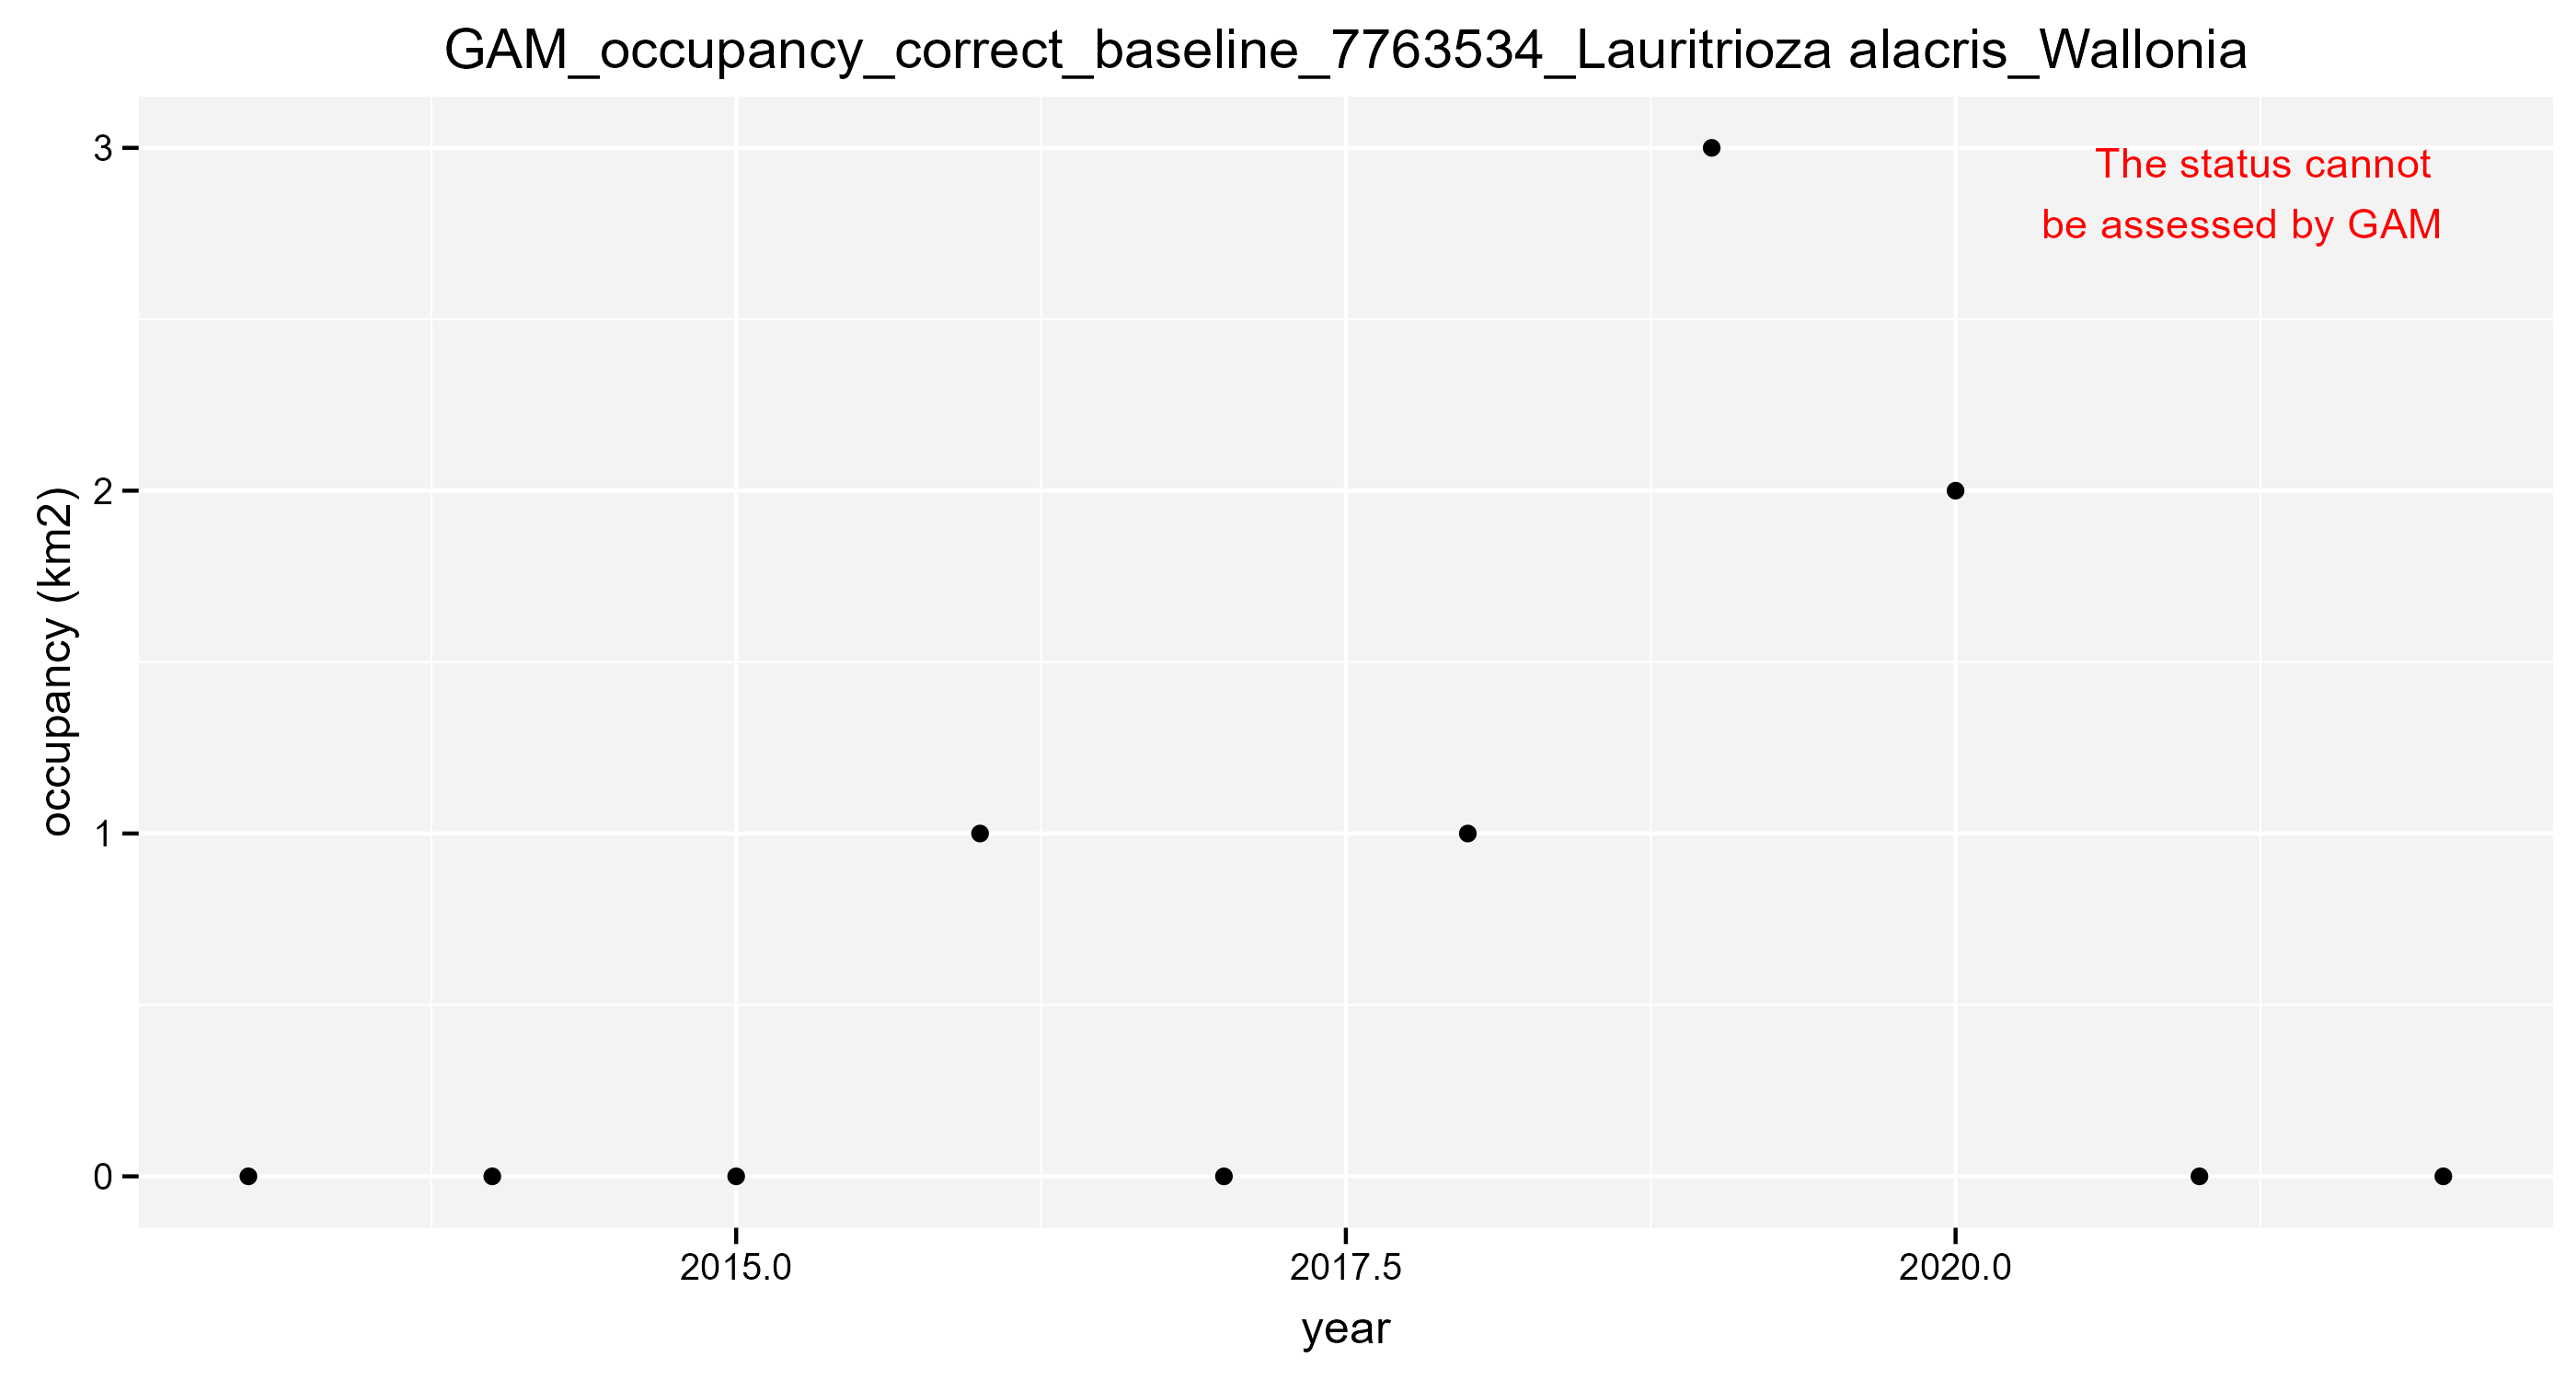 GAM_occupancy_correct_baseline_7763534_Lauritrioza alacris_Wallonia
The status cannot
be assessed by GAM
occupancy (km2)
3
2
1
0
2015.0
2017.5
2020.0
year